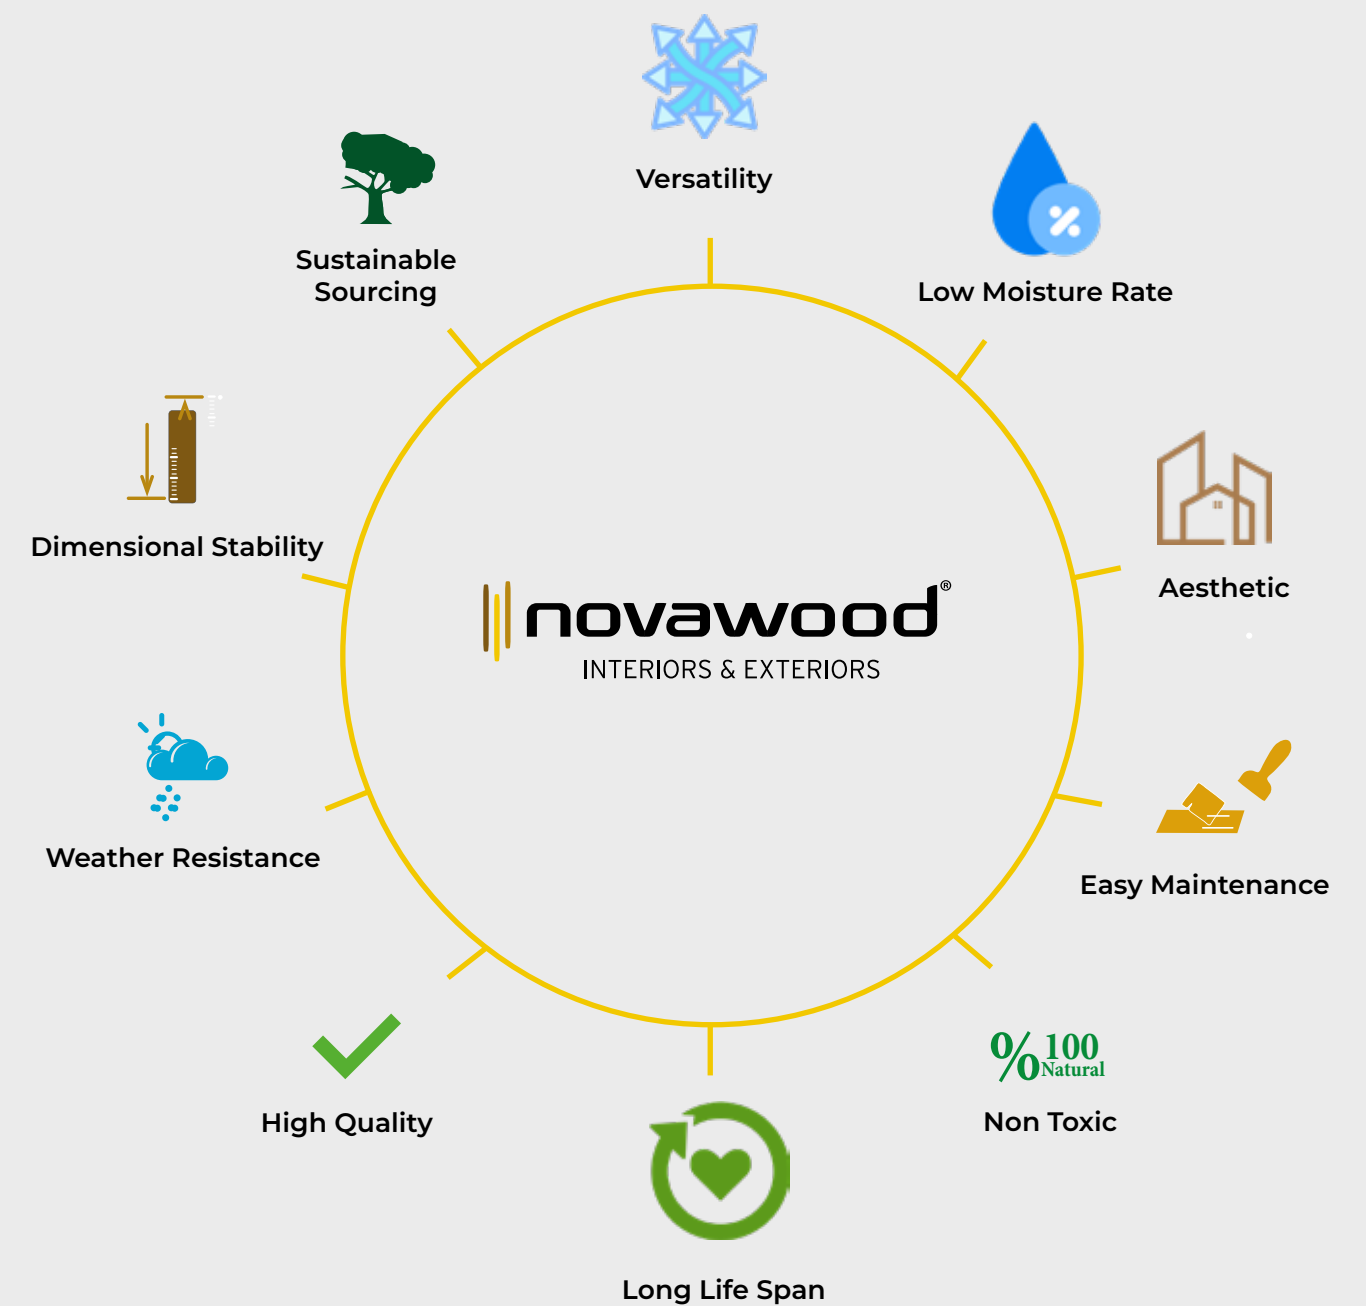 Versatility
Sustainable
Sourcing
Low Moisture Rate
Dimensional Stability
Aesthetic
novawood®
INTERIORS & EXTERIORS
Weather Resistance
Easy Maintenance
%100
Natural
High Quality
Non Toxic
Long Life Span